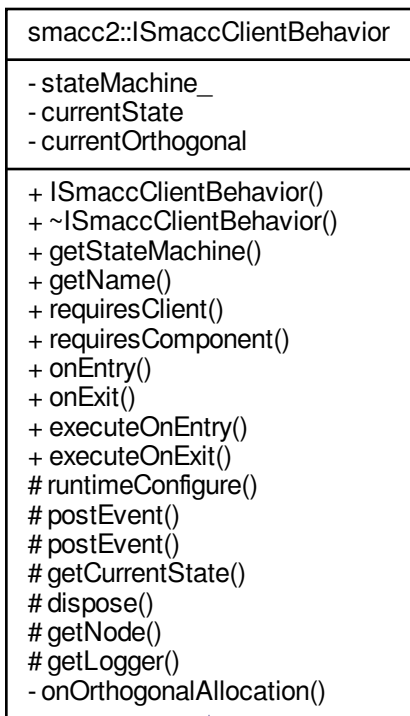 smacc2::ISmaccClientBehavior
- stateMachine_
- currentState
- currentOrthogonal
+ ISmaccClientBehavior()
+ ~ISmaccClientBehavior()
+ getStateMachine()
+ getName()
+ requiresClient()
+ requiresComponent()
+ onEntry()
+ onExit()
+ executeOnEntry()
+ executeOnExit()
# runtimeConfigure()
# postEvent()
# postEvent()
# getCurrentState()
# dispose()
# getNode()
# getLogger()
- onOrthogonalAllocation()